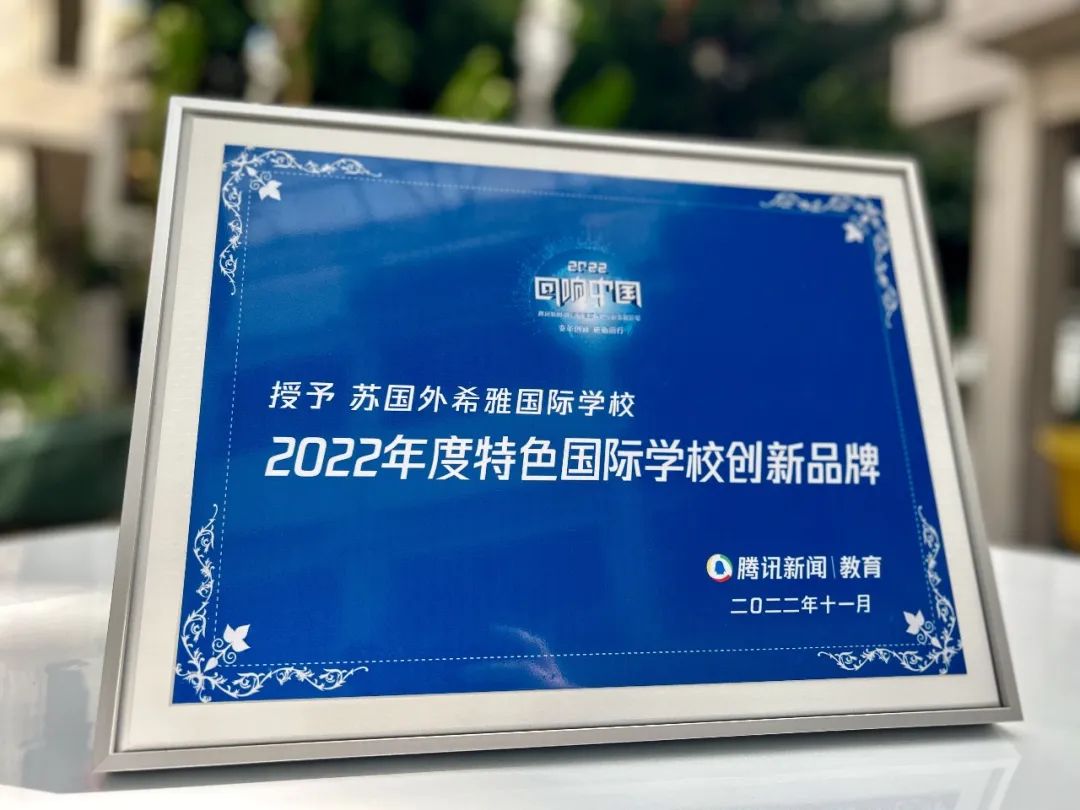 2022
回响中国
授予 苏国外希雅国际学校
2022年度特色国际学校创新品牌
腾讯新闻|教育
二〇二二年十一月